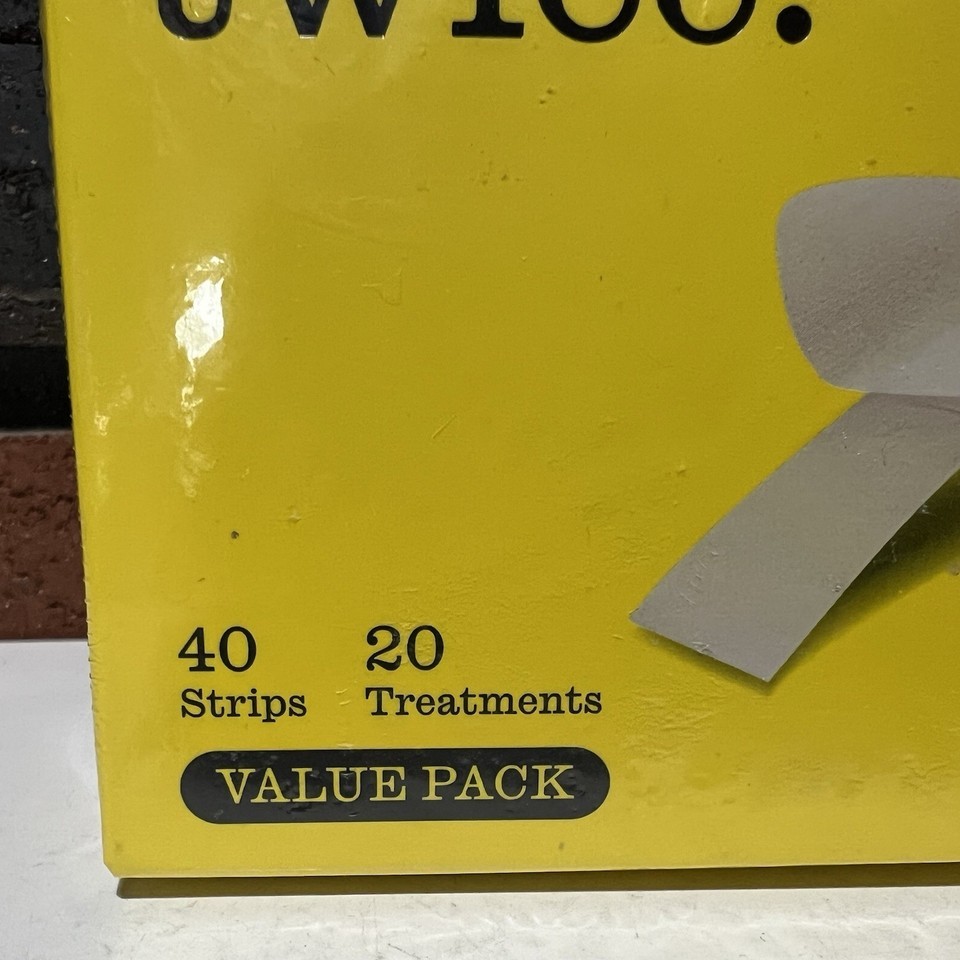 40
Strips
20
Treatments
VALUE PACK